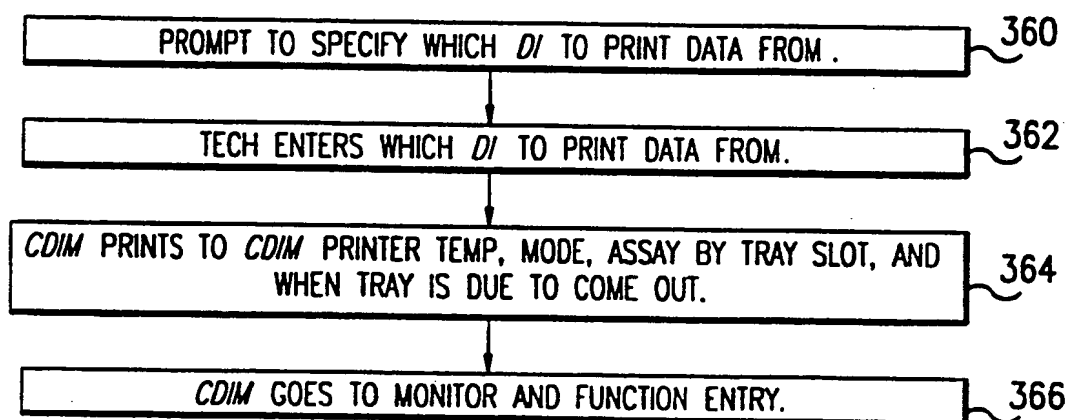 PROMPT TO SPECIFY WHICH DI TO PRINT DATA FROM .
360
TECH ENTERS WHICH DI TO PRINT DATA FROM.
362
CDIM PRINTS TO CDIM PRINTER TEMP, MODE, ASSAY BY TRAY SLOT, AND
WHEN TRAY IS DUE TO COME OUT.
364
CDIM GOES TO MONITOR AND FUNCTION ENTRY.
366